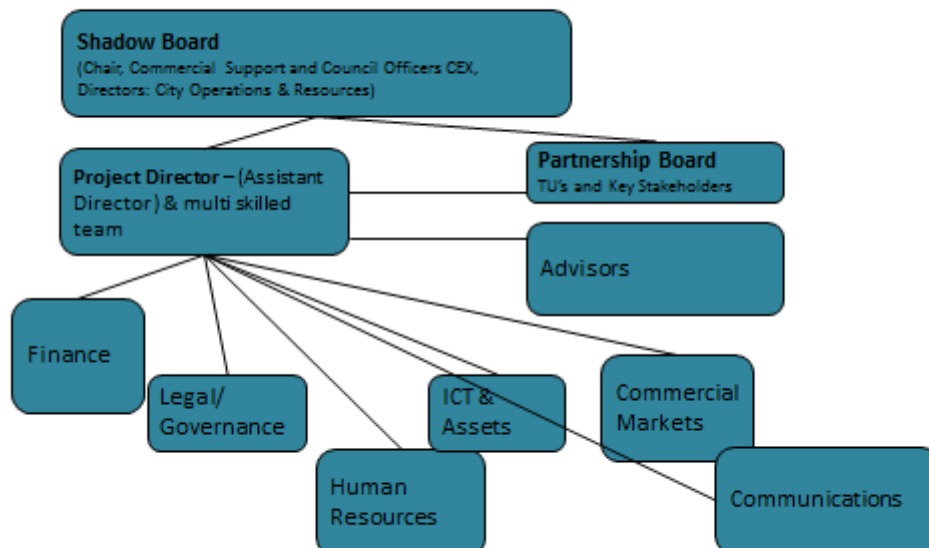 Shadow Board
(Chair, Commercial Support and Council Officers CEX,
Directors: City Operations & Resources)
Project Director – (Assistant
Director) & multi skilled
team
Partnership Board
TU's and Key Stakeholders
Advisors
Finance
Legal/
Governance
Human
Resources
ICT &
Assets
Commercial
Markets
Communications